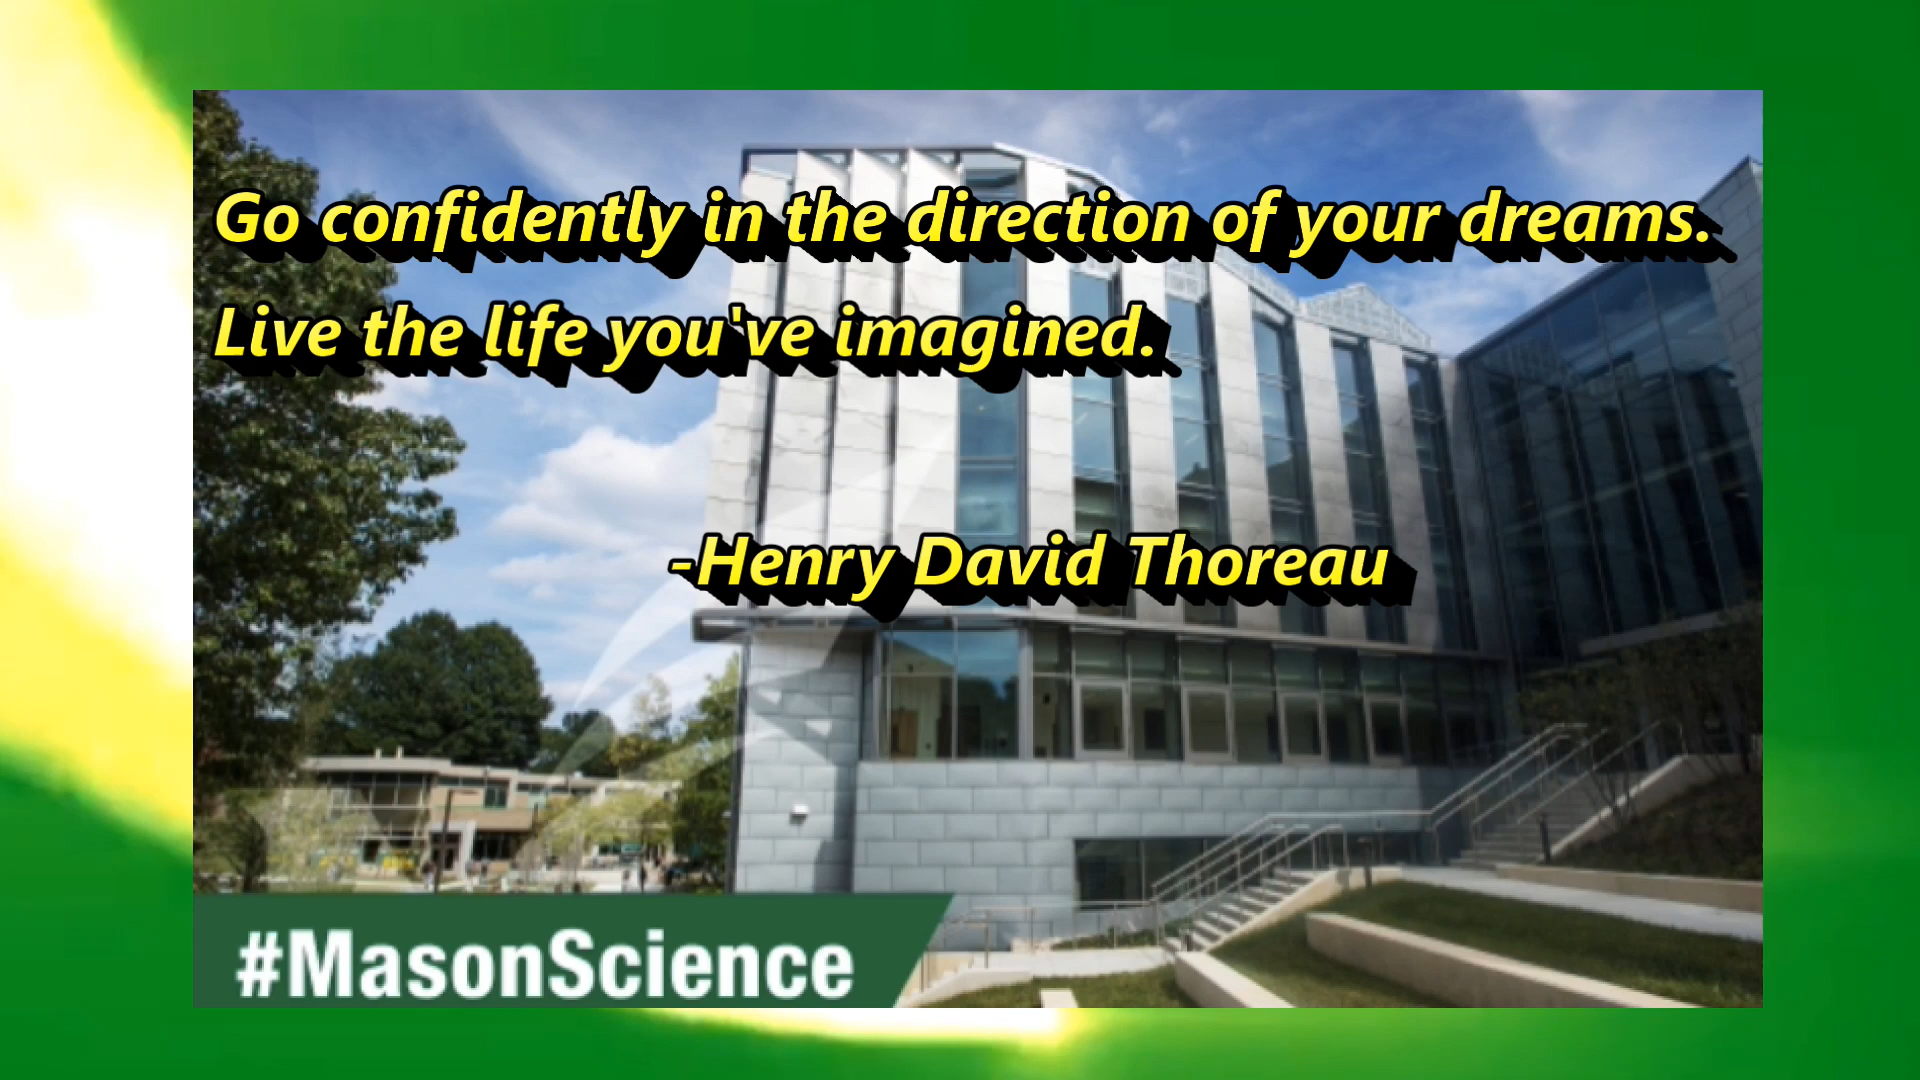 Go confidently in the direction of your dreams.
Live the life you've imagined.
-Henry David Thoreau
#MasonScience